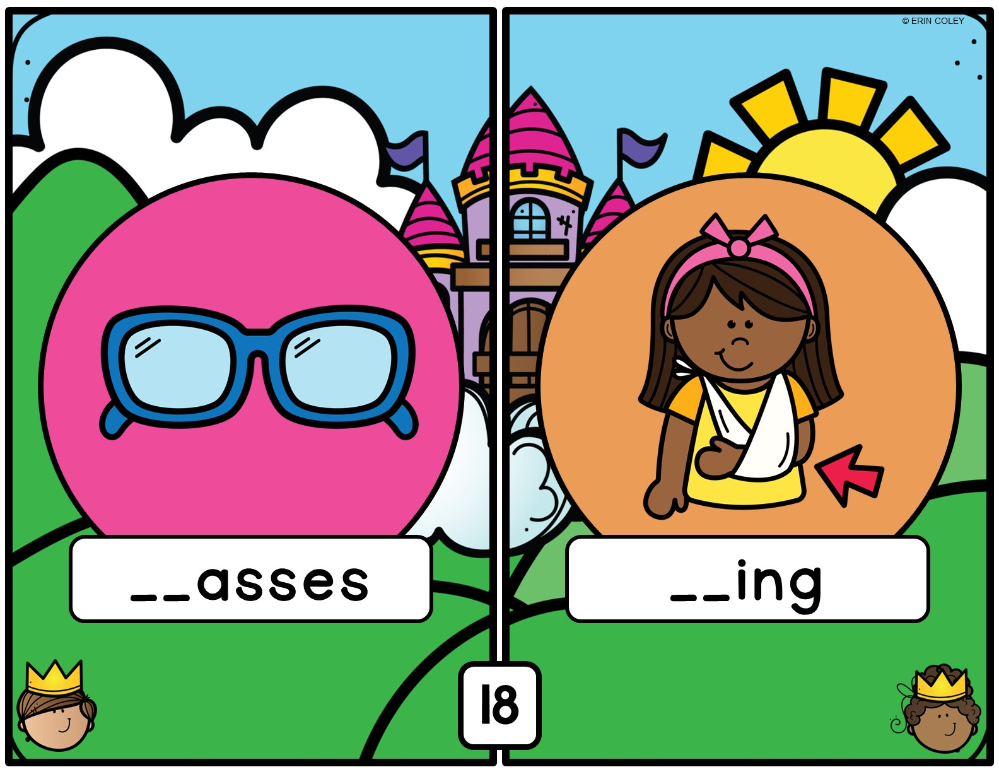 © ERIN COLEY
__asses
__ing
18